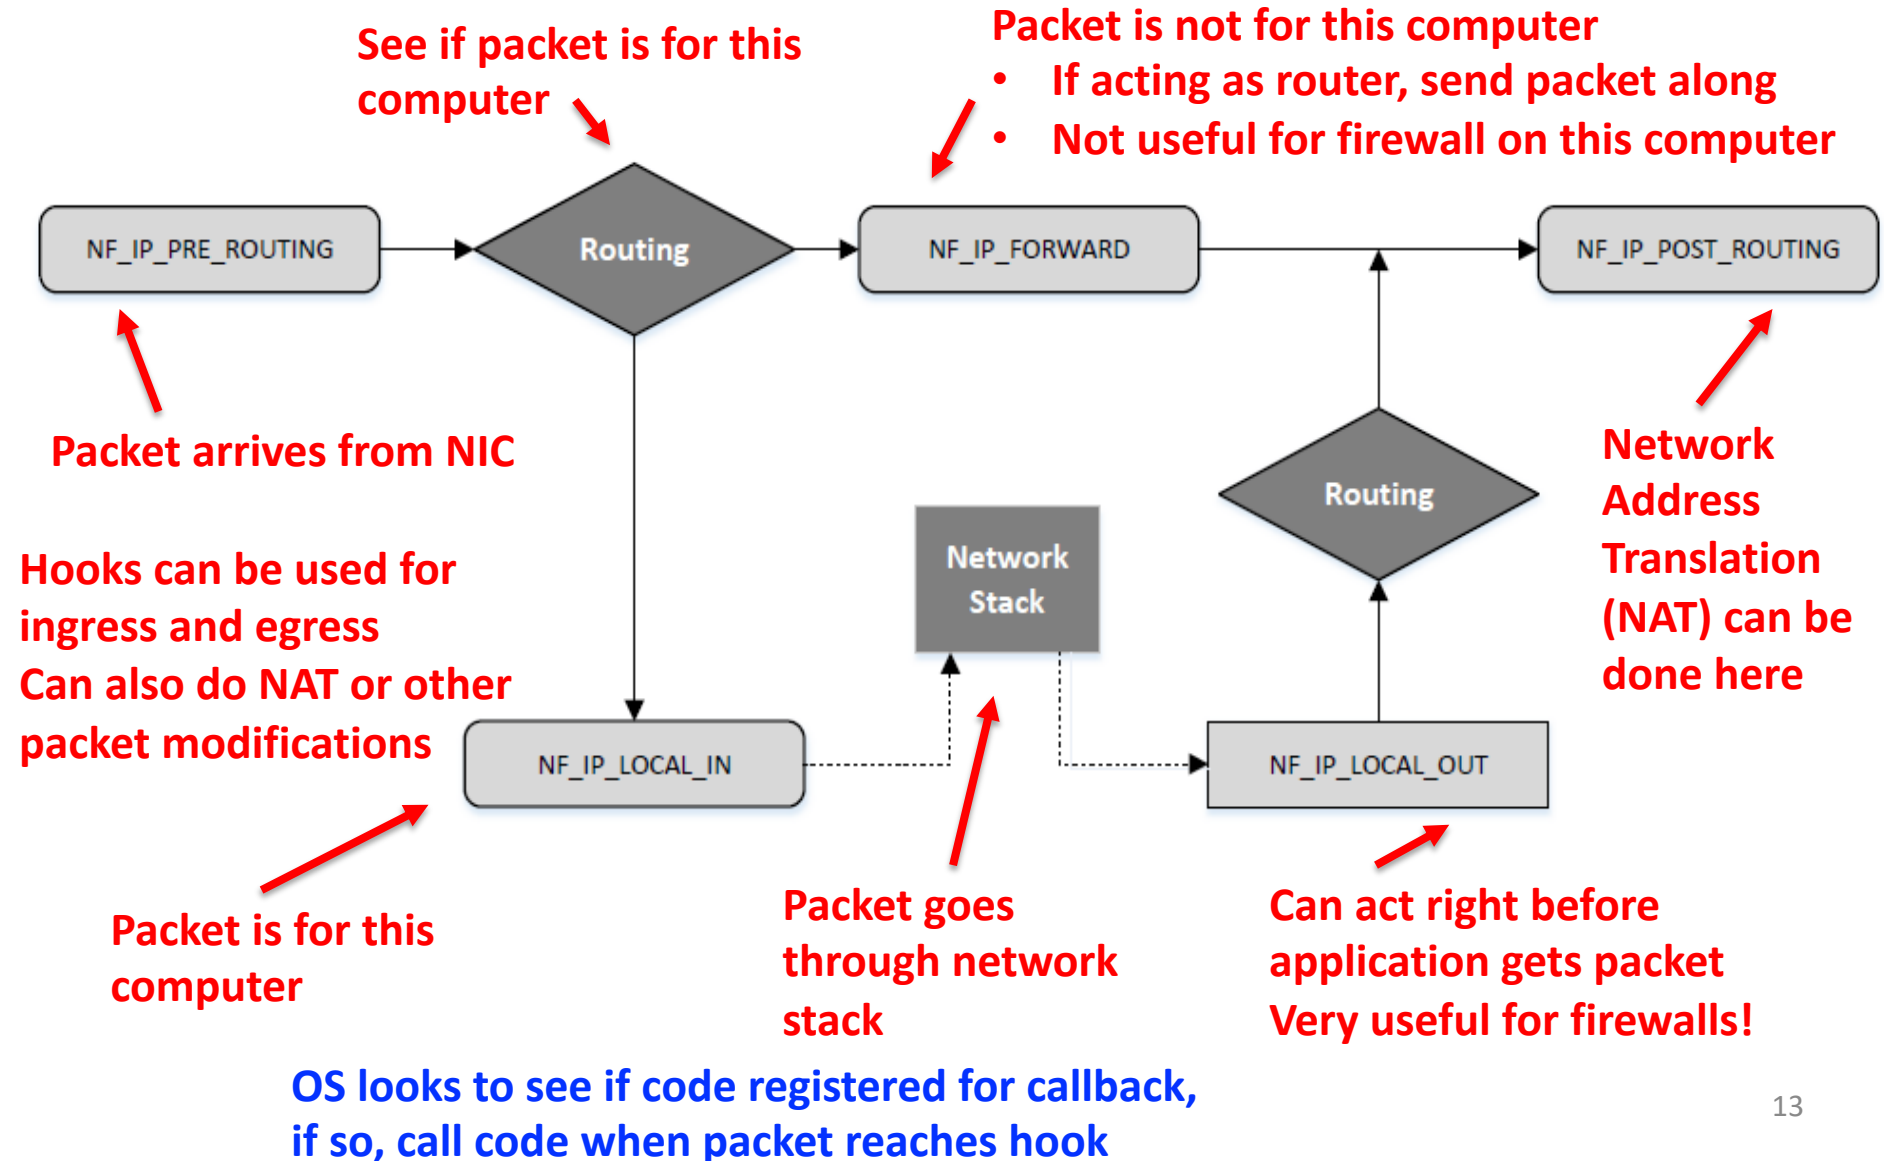 See if packet is for this
computer
Packet is not for this computer
• If acting as router, send packet along
• Not useful for firewall on this computer
NF_IP_PRE_ROUTING
Routing
NF_IP_FORWARD
NF_IP_POST_ROUTING
Packet arrives from NIC
Network
Address
Translation
(NAT) can be
done here
Routing
Network
Stack
Hooks can be used for
ingress and egress
Can also do NAT or other
packet modifications
NF_IP_LOCAL_IN
NF_IP_LOCAL_OUT
Packet is for this
computer
Packet goes
through network
stack
Can act right before
application gets packet
Very useful for firewalls!
OS looks to see if code registered for callback,
if so, call code when packet reaches hook
13